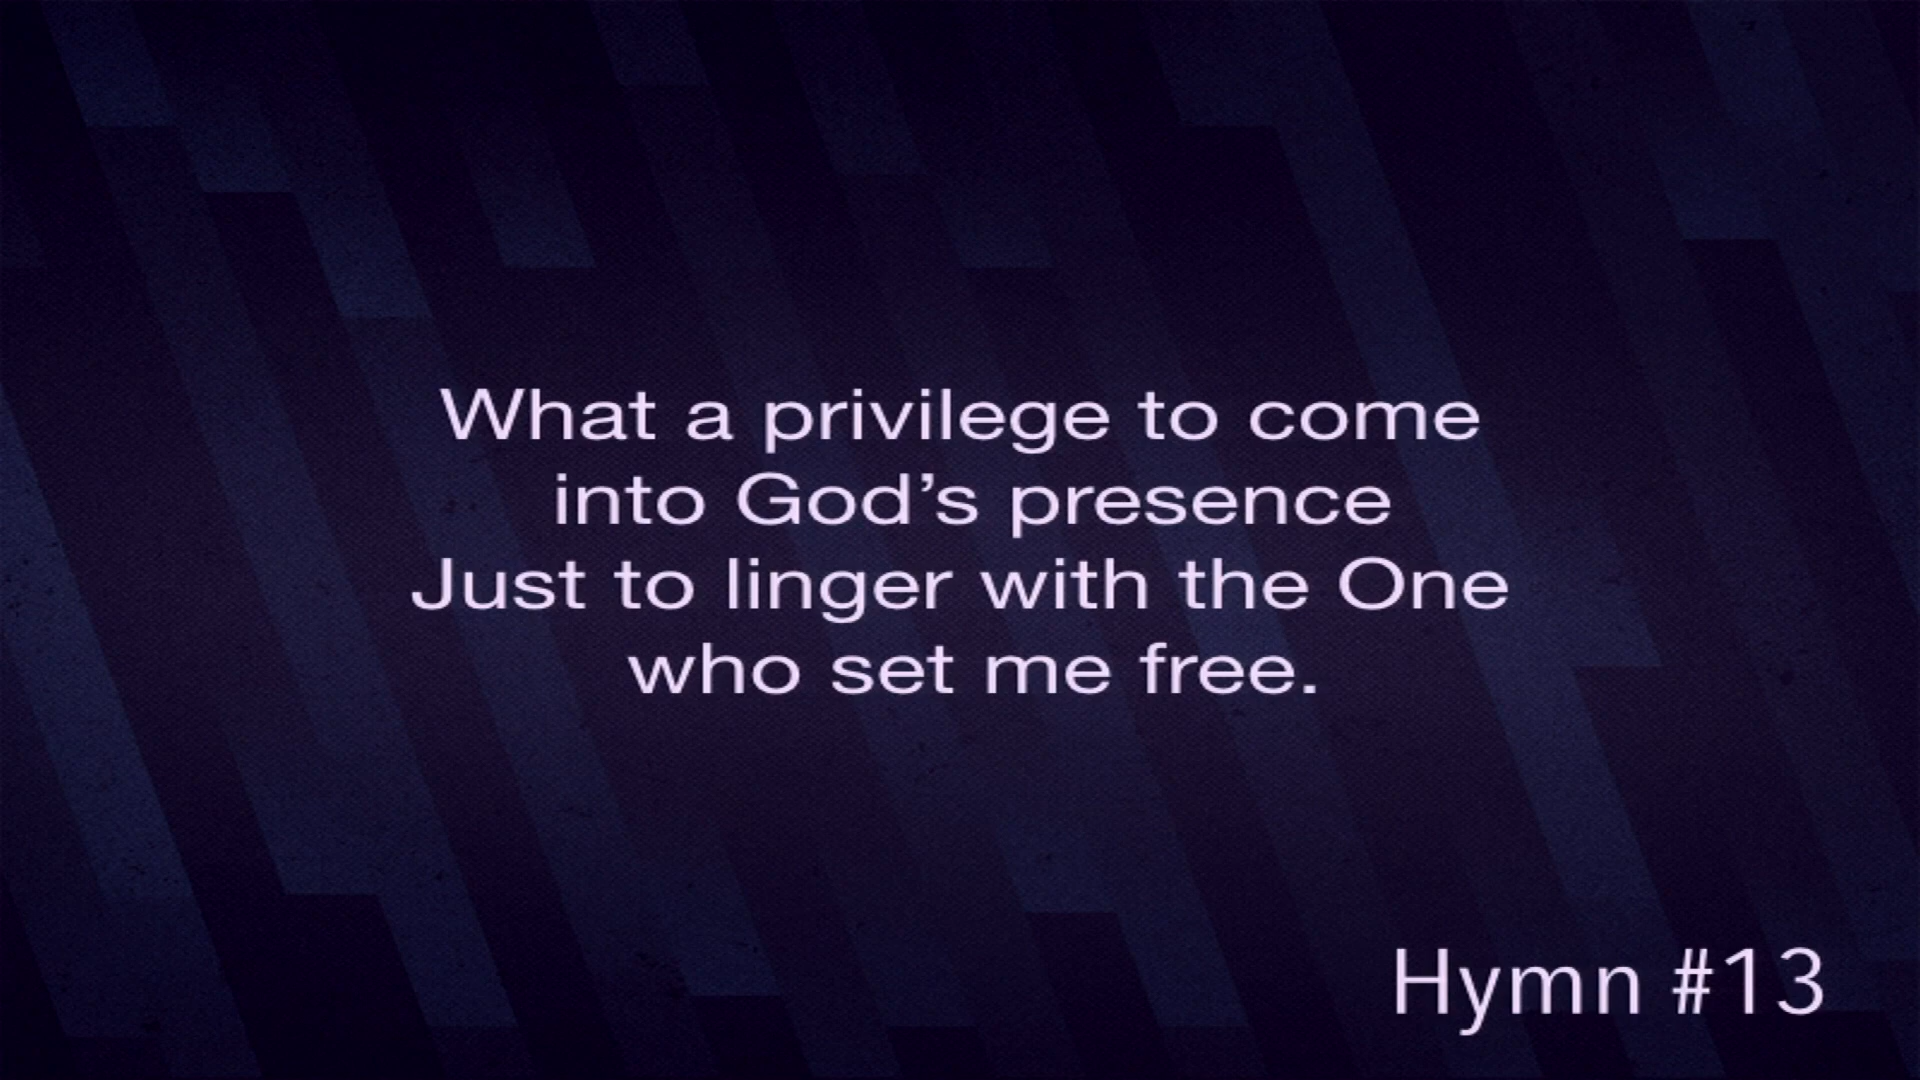 What a privilege to come
into God’s presence
Just to linger with the One
who set me free.
Hymn #13